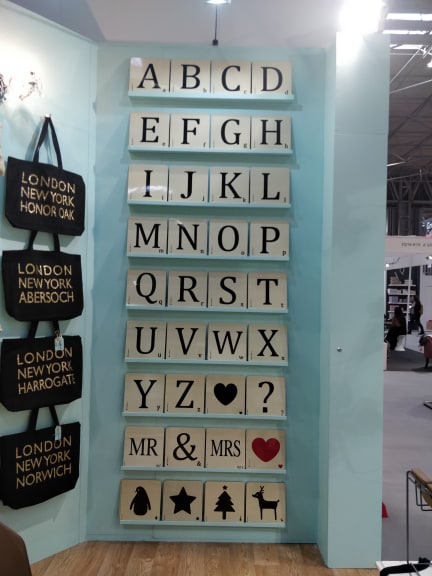 A B C D
E F G H
I J K L
M N O P
Q R S T
U V W X
Y Z ?
MR & MRS
LONDON
NEW YORK
HONOR OAK
LONDON
NEW YORK
ABERSOCH
LONDON
NEW YORK
HARROGATE
LONDON
NEW YORK
NORWICH